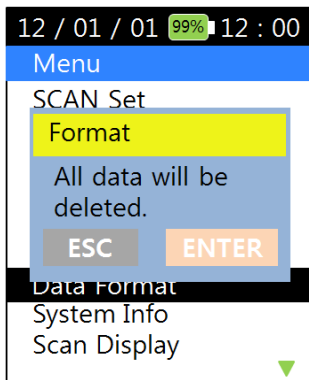 12 / 01 / 01 99% 12 : 00
Menu
SCAN Set
Format
All data will be
deleted.
ESC ENTER
Data Format
System Info
Scan Display